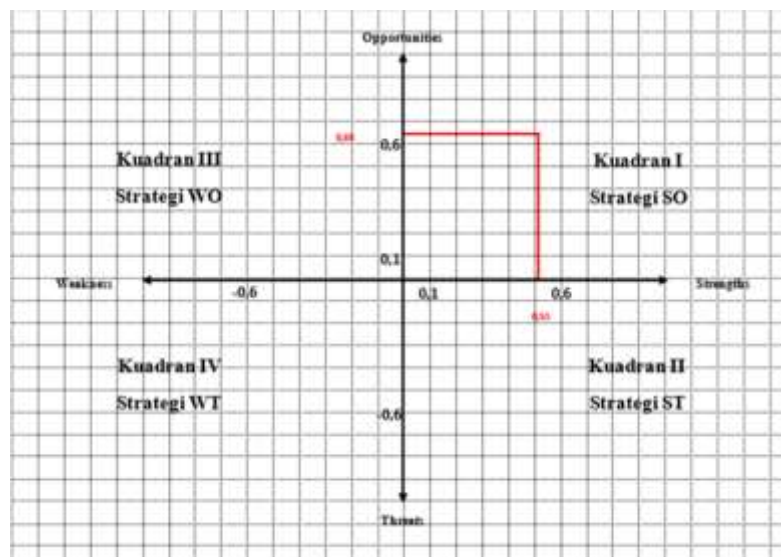 Opportunities
0,6
Kuadran III
Strategi WO
Kuadran I
Strategi SO
0,1
Weakness
Strengths
-0,6
0,1
0,6
Kuadran IV
Strategi WT
Kuadran II
Strategi ST
-0,6
Threats